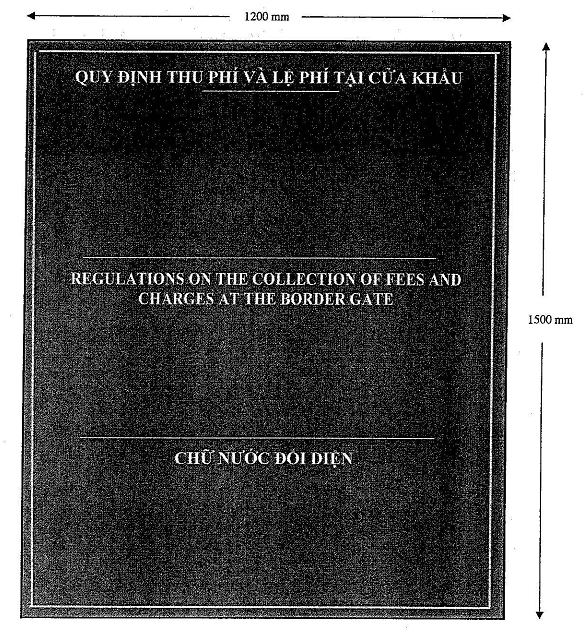 1200 mm
QUY ĐỊNH THU PHÍ VÀ LỆ PHÍ TẠI CỬA KHẨU
REGULATIONS ON THE COLLECTION OF FEES AND
CHARGES AT THE BORDER GATE
1500 mm
CHỮ NƯỚC ĐỐI DIỆN